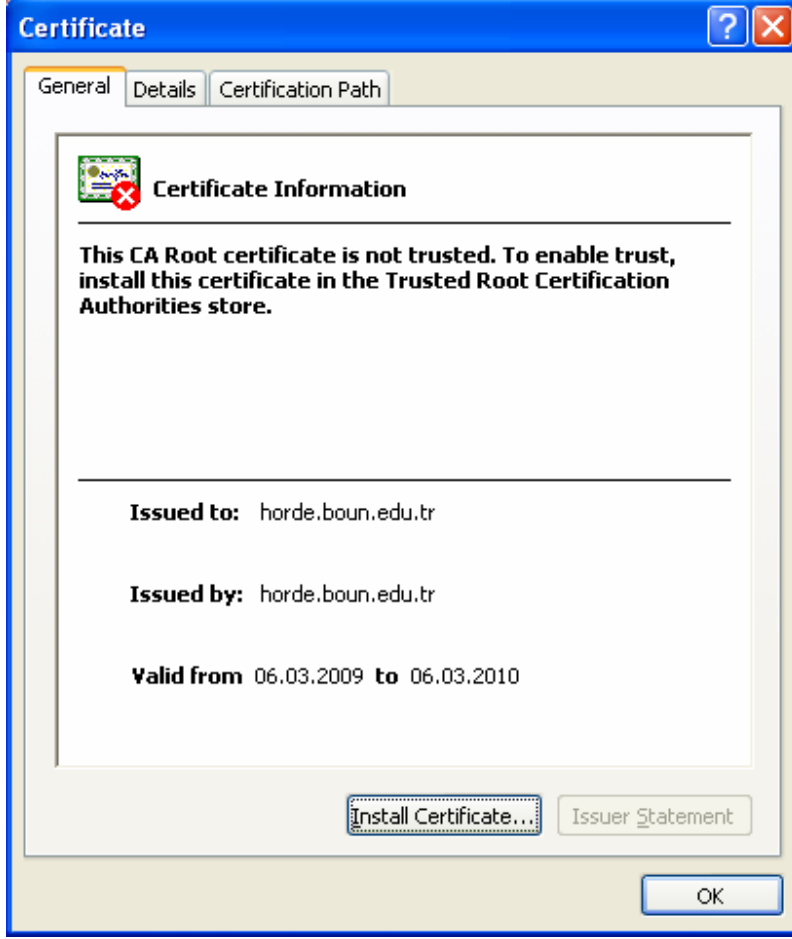 Certificate
General Details Certification Path
Certificate Information
This CA Root certificate is not trusted. To enable trust,
install this certificate in the Trusted Root Certification
Authorities store.
Issued to: horde.boun.edu.tr
Issued by: horde.boun.edu.tr
Valid from 06.03.2009 to 06.03.2010
Install Certificate... Issuer Statement
OK